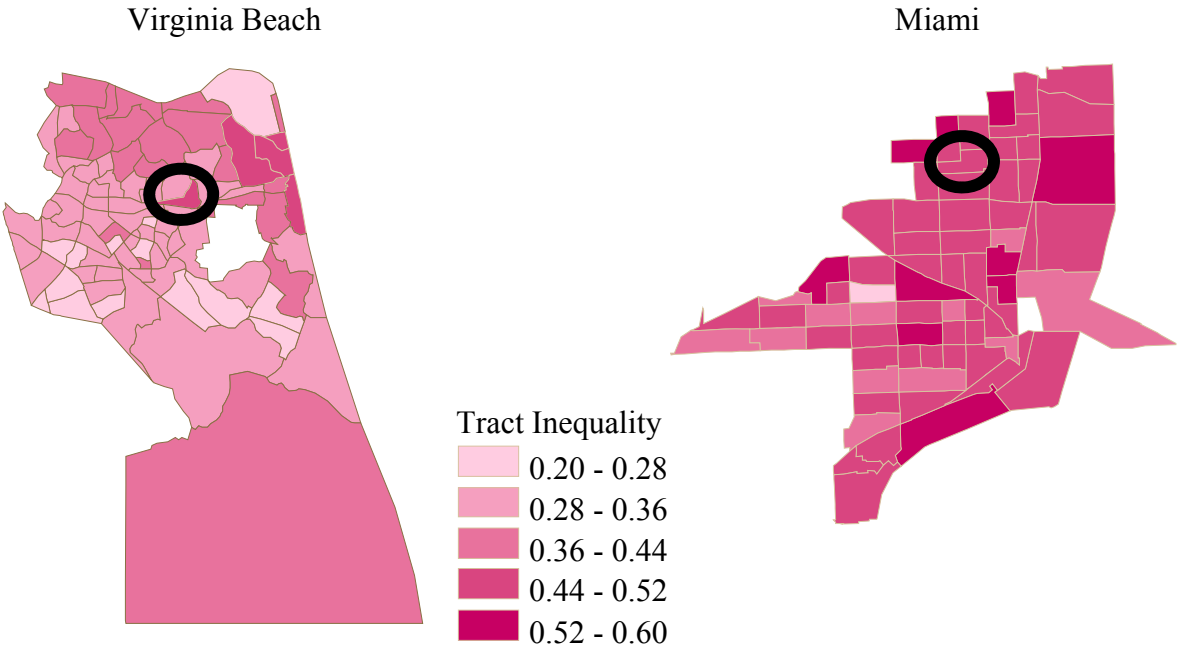 Virginia Beach
Miami
Tract Inequality
0.20 - 0.28
0.28 - 0.36
0.36 - 0.44
0.44 - 0.52
0.52 - 0.60